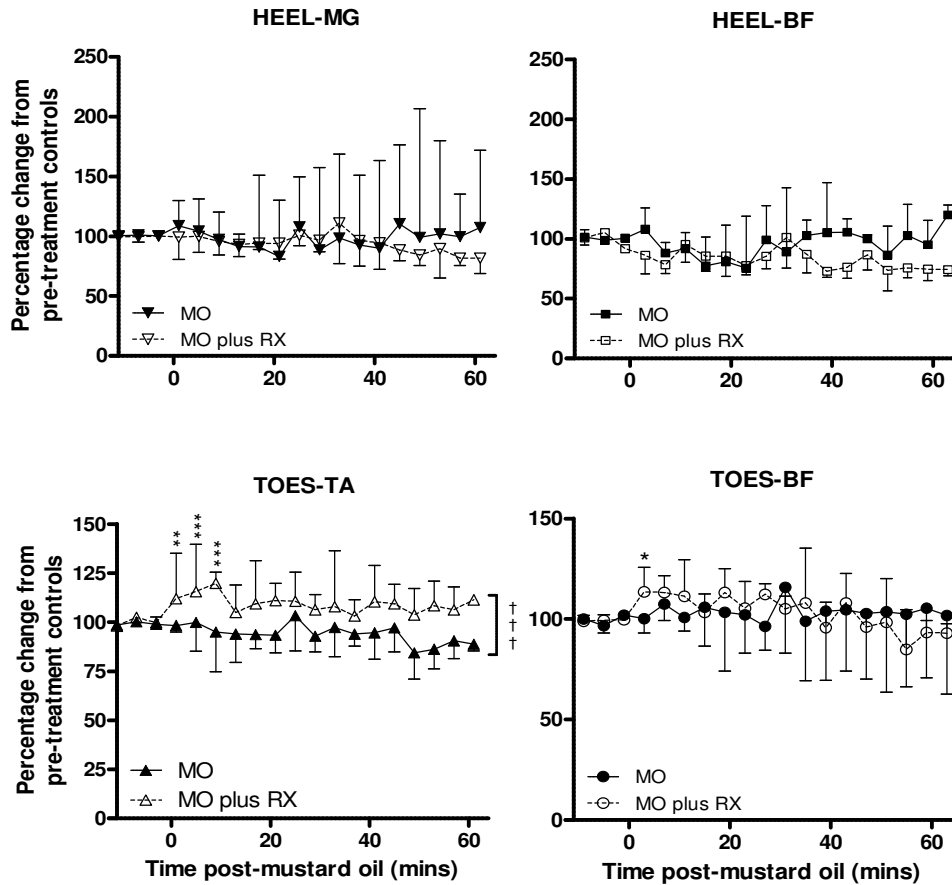 HEEL-MG
250
200
150
100
50
0
0 20 40 60
Percentage change from
pre-treatment controls
MO
MO plus RX
HEEL-BF
250
200
150
100
50
0
0 20 40 60
MO
MO plus RX
TOES-TA
150
125
100
75
50
25
0
0 20 40 60
Percentage change from
pre-treatment controls
** *** ***
†††
MO
MO plus RX
Time post-mustard oil (mins)
TOES-BF
150
100
50
0
0 20 40 60
*
MO
MO plus RX
Time post-mustard oil (mins)